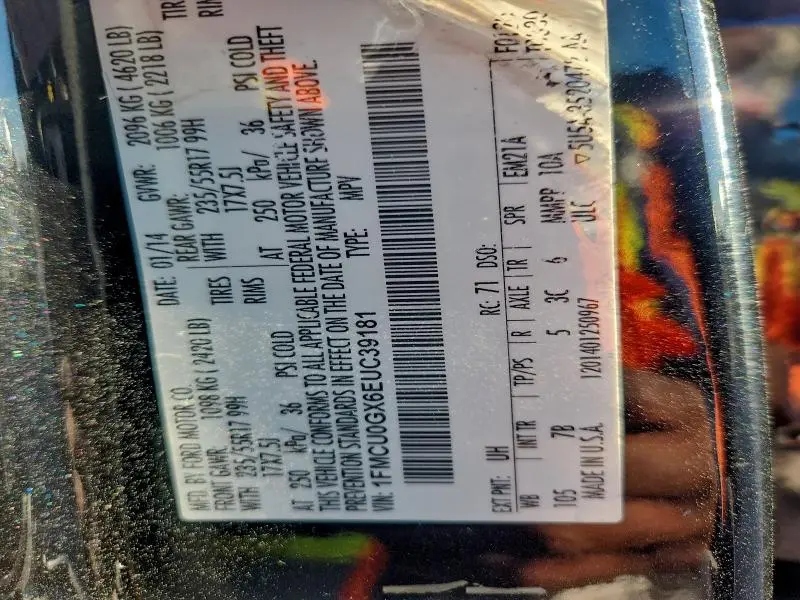 MFD. BY FORD MOTOR CO.
DATE: 01/14 GVWR: 2096 KG ( 4620 LB)
FRONT GAWR: 1098 KG ( 2420 LB) REAR GAWR: 1006 KG ( 2218 LB)
WITH 235/55R17 99H TIRES WITH 235/55R17 99H TIR
17X7.5J RIMS 17X7.5J RIM
AT 250 kPa/ 36 PSI COLD AT 250 kPa/ 36 PSI COLD
THIS VEHICLE CONFORMS TO ALL APPLICABLE FEDERAL MOTOR VEHICLE SAFETY AND THEFT
PREVENTION STANDARDS IN EFFECT ON THE DATE OF MANUFACTURE SHOWN ABOVE.
VIN: 1FMCU0GX6EUC39181 TYPE: MPV
EXT PNT: UH RC: 71 DSO:
WB INT TR TP/PS R AXLE TR SPR EM21A
105 7B 5 3C 6 MMPP 10A
MADE IN U.S.A. 1201401250967 ULC